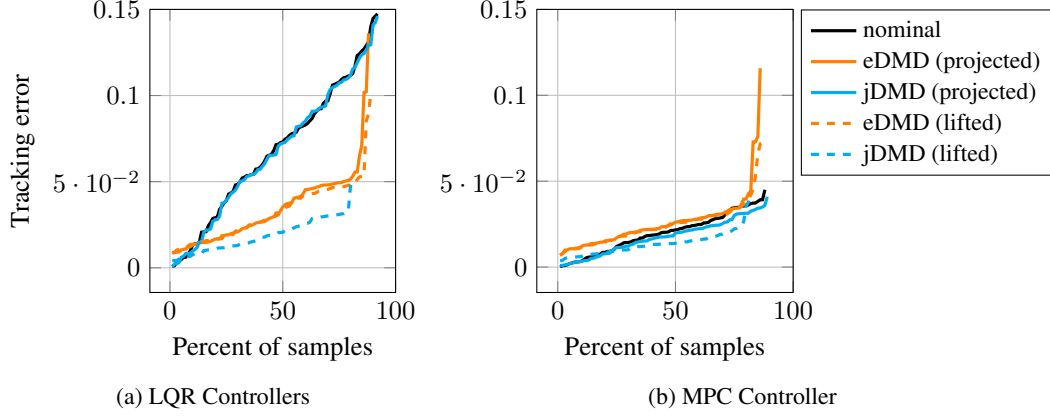 Tracking error
0.15
0.1
5 · 10⁻²
0
0
50
100
Percent of samples
(a) LQR Controllers
0.15
0.1
5 · 10⁻²
0
0
50
100
Percent of samples
(b) MPC Controller
nominal
eDMD (projected)
jDMD (projected)
eDMD (lifted)
jDMD (lifted)